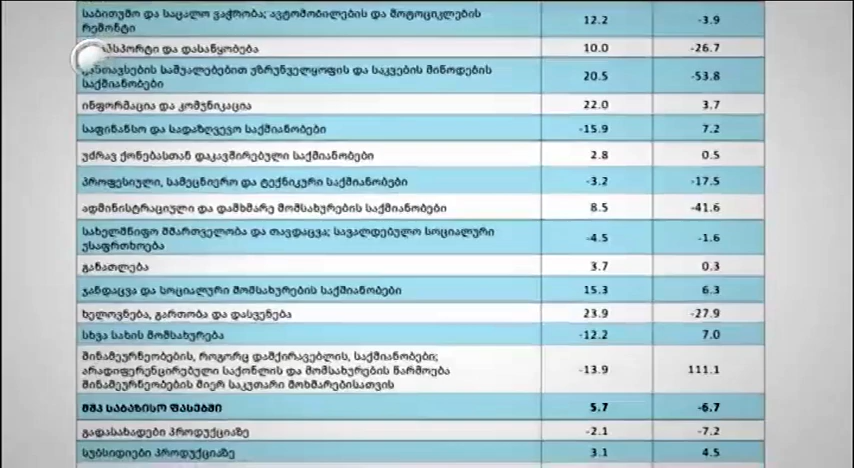 საბითუმო და საცალო ვაჭრობა; ავტომობილების და მოტოციკლების 12.2 -3.9
რემონტი
და დასაწყობება 10.0 -26.7
განთავსების საშუალებებით უზრუნველყოფის და საკვების მიწოდების 20.5 -53.8
საქმიანობები
ინფორმაცია და კომუნიკაცია 22.0 3.7
საფინანსო და სადაზღვევო საქმიანობები -15.9 7.2
უძრავ ქონებასთან დაკავშირებული საქმიანობები 2.8 0.5
პროფესიული, სამეცნიერო და ტექნიკური საქმიანობები -3.2 -17.5
ადმინისტრაციული და დამხმარე მომსახურების საქმიანობები 8.5 -41.6
სახელმწიფო მმართველობა და თავდაცვა; სავალდებულო სოციალური -4.5 -1.6
უსაფრთხოება
განათლება 3.7 0.3
ჯანდაცვა და სოციალური მომსახურების საქმიანობები 15.3 6.3
ხელოვნება, გართობა და დასვენება 23.9 -27.9
სხვა სახის მომსახურება -12.2 7.0
შინამეურნეობების, როგორც დამქირავებლის, საქმიანობები; -13.9 111.1
არადიფერენცირებული საქონლის და მომსახურების წარმოება
შინამეურნეობების მიერ საკუთარი მოხმარებისათვის
მშპ საბაზისო ფასებში 5.7 -6.7
გადასახადები პროდუქციაზე -2.1 -7.2
სუბსიდიები პროდუქციაზე 3.1 4.5